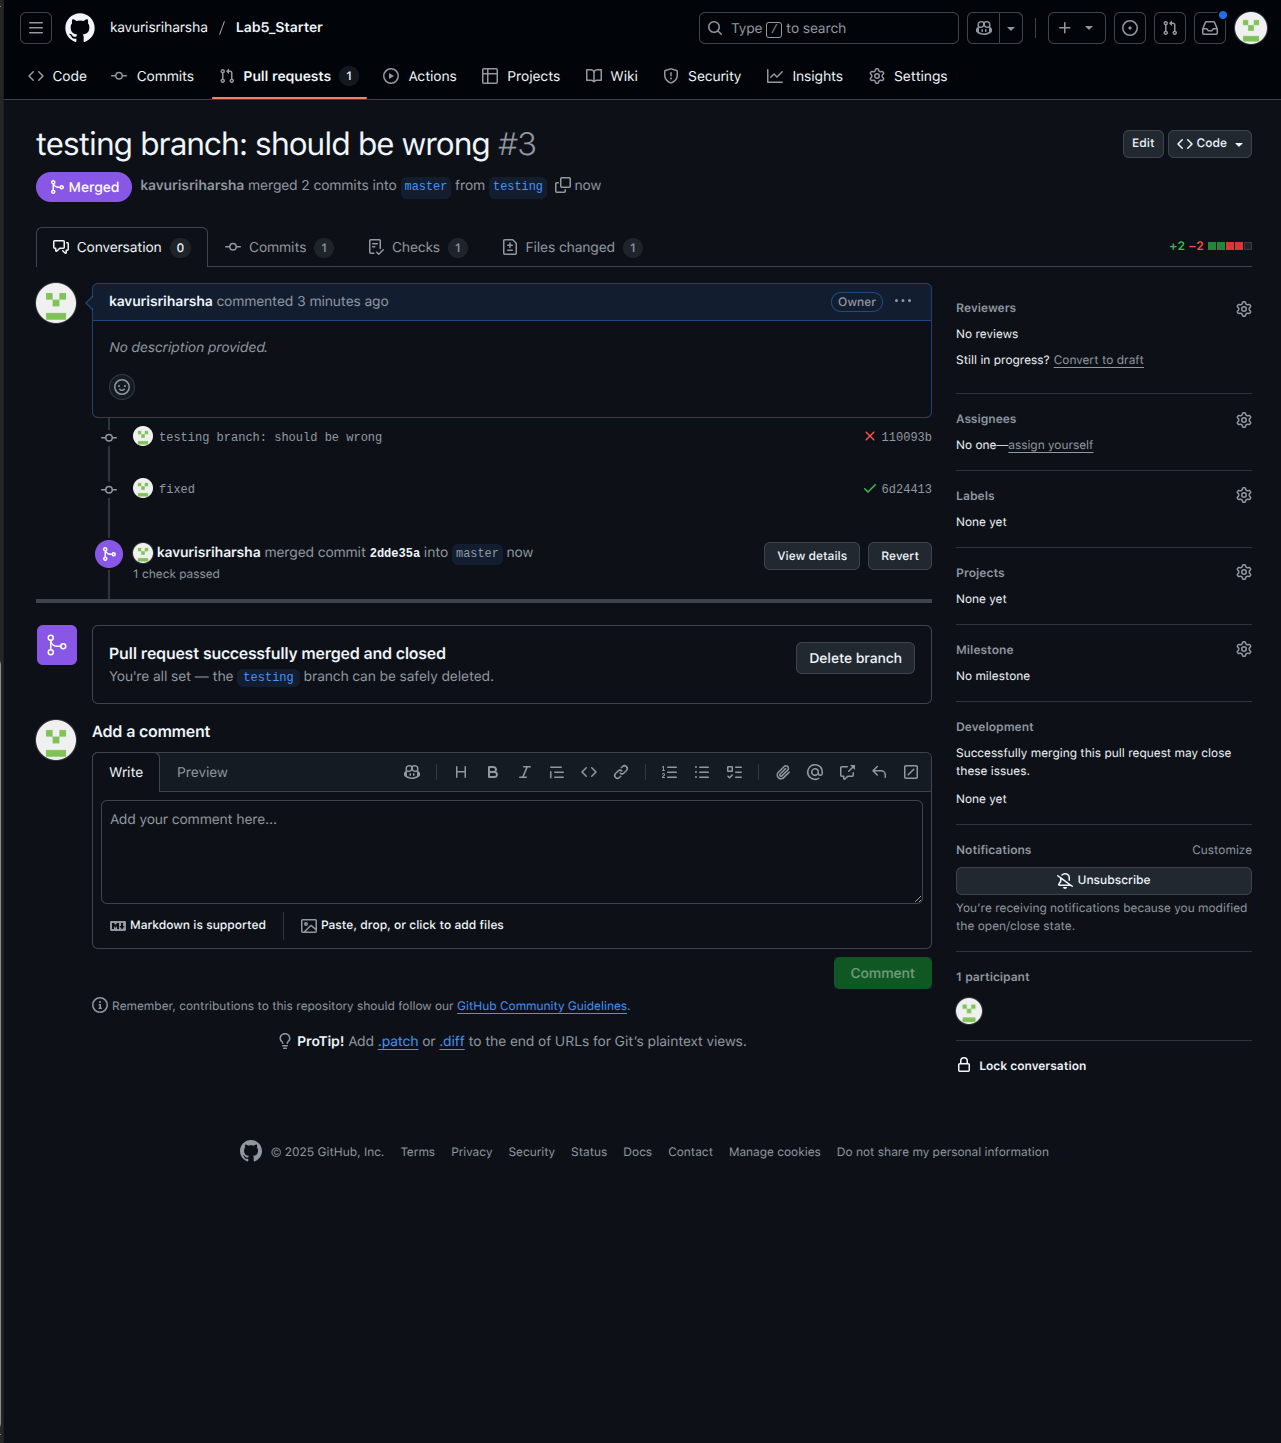 kavurisriharsha / Lab5_Starter
Type / to search
Code
Commits
Pull requests 1
Actions
Projects
Wiki
Security
Insights
Settings
testing branch: should be wrong #3
Edit
Code
Merged
kavurisriharsha merged 2 commits into master from testing now
Conversation 0
Commits 1
Checks 1
Files changed 1
+2 −2
kavurisriharsha commented 3 minutes ago
Owner
No description provided.
testing branch: should be wrong
110093b
fixed
6d24413
kavurisriharsha merged commit 2dde35a into master now
1 check passed
View details
Revert
Pull request successfully merged and closed
You're all set — the testing branch can be safely deleted.
Delete branch
Add a comment
Write
Preview
Add your comment here...
Markdown is supported
Paste, drop, or click to add files
Comment
Remember, contributions to this repository should follow our GitHub Community Guidelines.
ProTip! Add .patch or .diff to the end of URLs for Git's plaintext views.
Reviewers
No reviews
Still in progress? Convert to draft
Assignees
No one—assign yourself
Labels
None yet
Projects
None yet
Milestone
No milestone
Development
Successfully merging this pull request may close
these issues.
None yet
Notifications
Customize
Unsubscribe
You're receiving notifications because you modified
the open/close state.
1 participant
Lock conversation
© 2025 GitHub, Inc.
Terms
Privacy
Security
Status
Docs
Contact
Manage cookies
Do not share my personal information